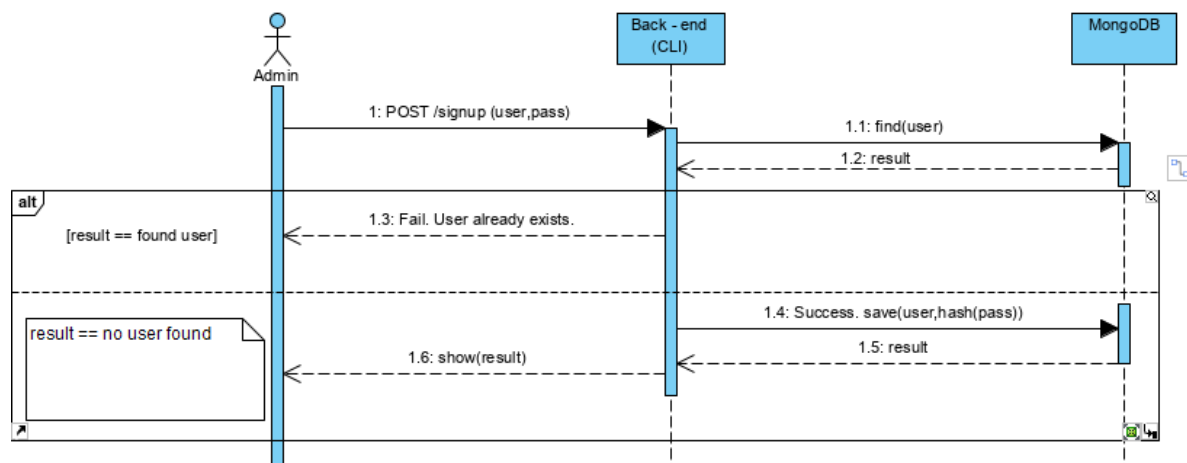 Back - end
(CLI)
MongoDB
Admin
1: POST /signup (user,pass)
1.1: find(user)
1.2: result
alt
1.3: Fail. User already exists.
[result == found user]
1.4: Success. save(user,hash(pass))
result == no user found
1.5: result
1.6: show(result)